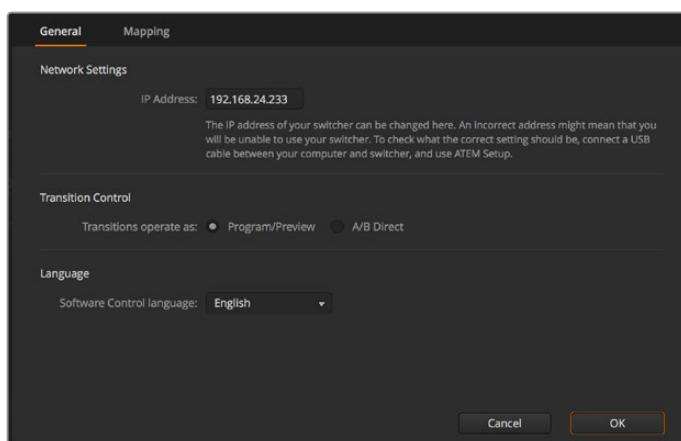 General Mapping
Network Settings
IP Address: 192.168.24.233
The IP address of your switcher can be changed here. An incorrect address might mean that you
will be unable to use your switcher. To check what the correct setting should be, connect a USB
cable between your computer and switcher, and use ATEM Setup.
Transition Control
Transitions operate as: Program/Preview A/B Direct
Language
Software Control language: English
Cancel OK